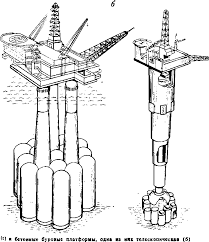 б
в) и бетонные буровые платформы, одна из них телескопическая (б)